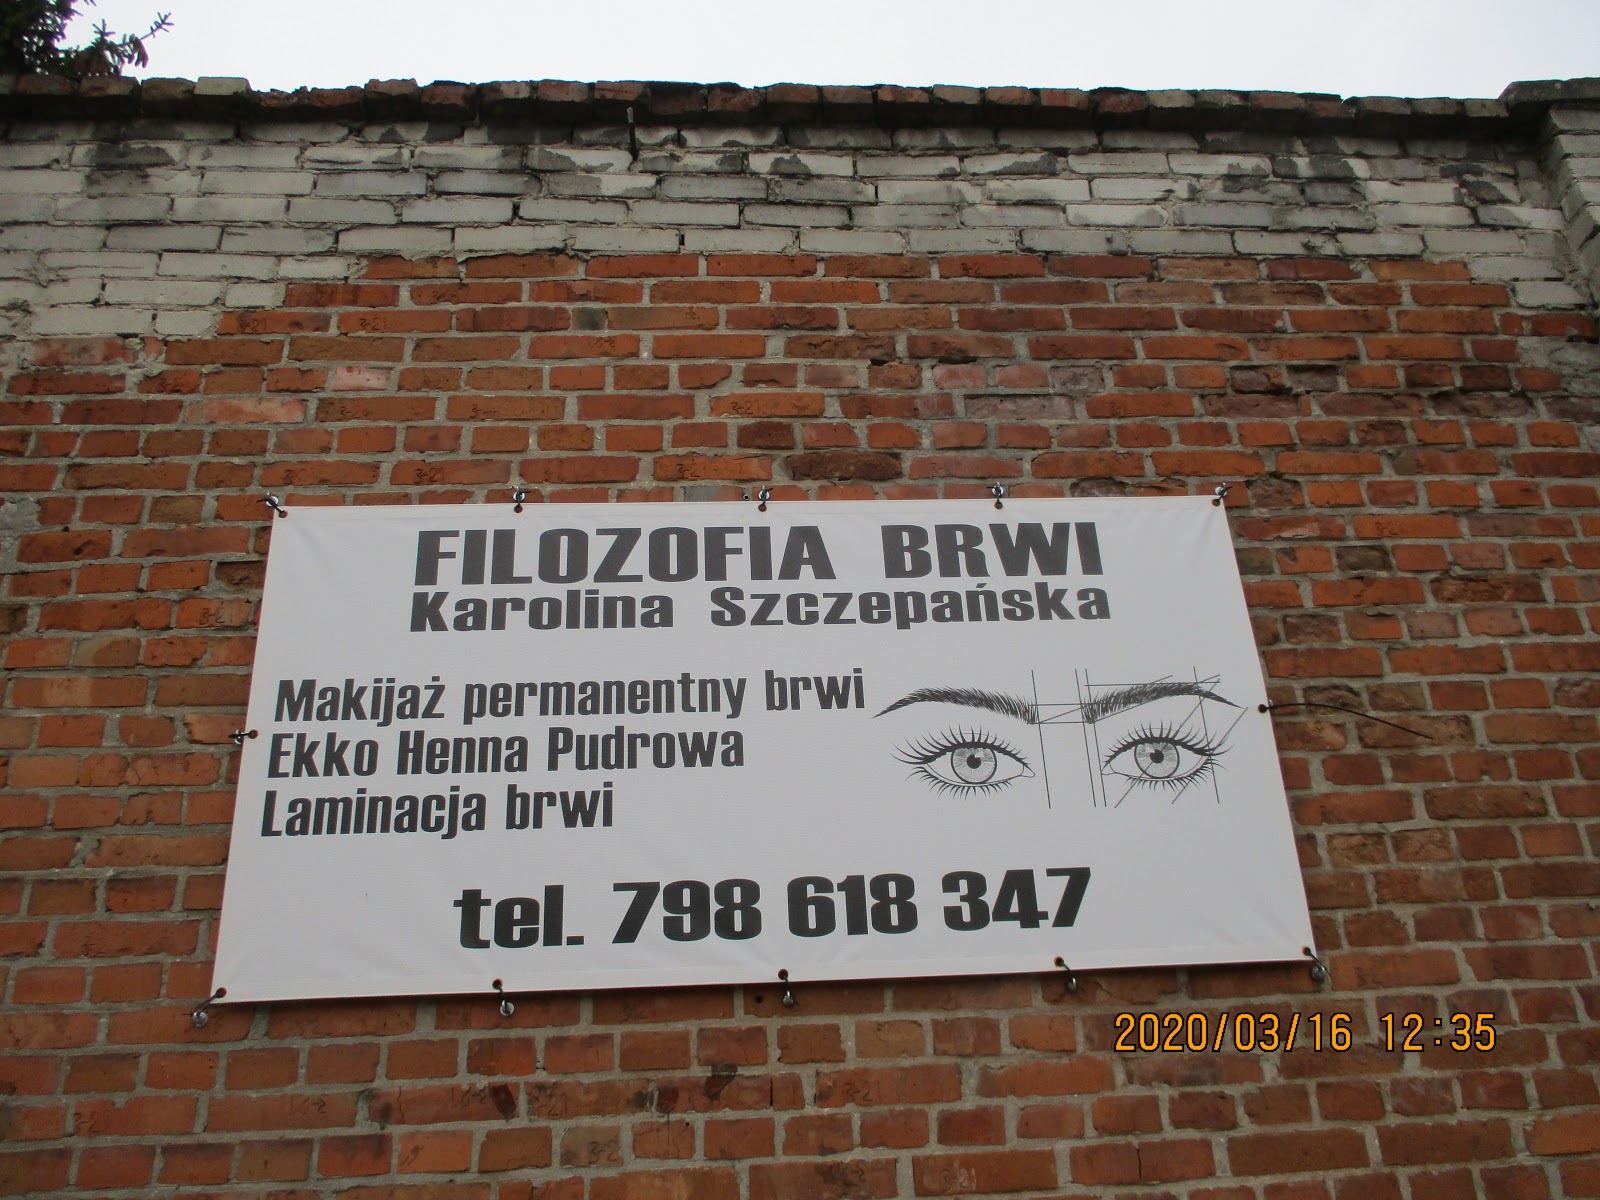 FILOZOFIA BRWI
Karolina Szczepańska
Makijaż permanentny brwi
Ekko Henna Pudrowa
Laminacja brwi
tel. 798 618 347
2020/03/16 12:35